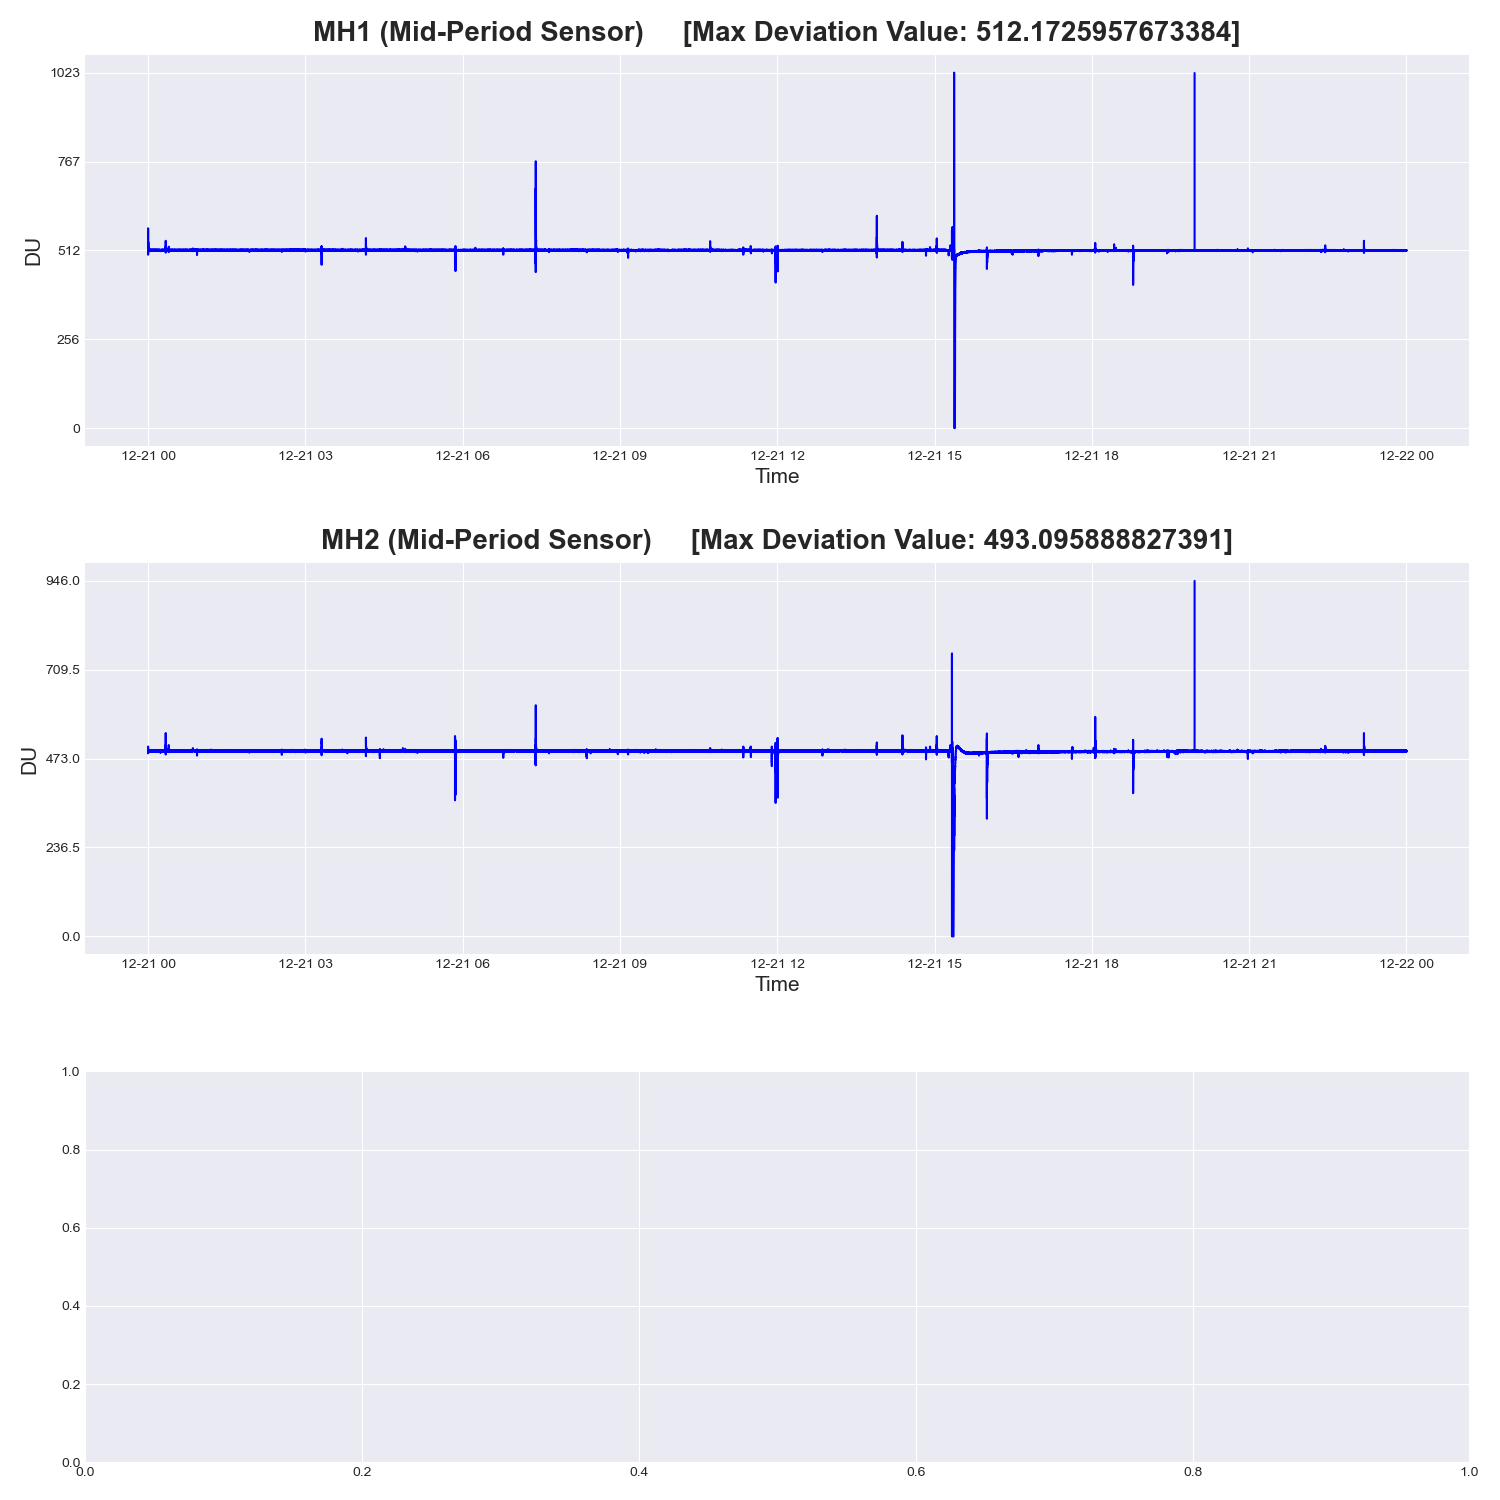 MH1 (Mid-Period Sensor) [Max Deviation Value: 512.1725957673384]
1023
767
512
256
0
DU
12-21 00 12-21 03 12-21 06 12-21 09 12-21 12 12-21 15 12-21 18 12-21 21 12-22 00
Time
MH2 (Mid-Period Sensor) [Max Deviation Value: 493.095888827391]
946.0
709.5
473.0
236.5
0.0
DU
12-21 00 12-21 03 12-21 06 12-21 09 12-21 12 12-21 15 12-21 18 12-21 21 12-22 00
Time
1.0
0.8
0.6
0.4
0.2
0.0
0.0 0.2 0.4 0.6 0.8 1.0